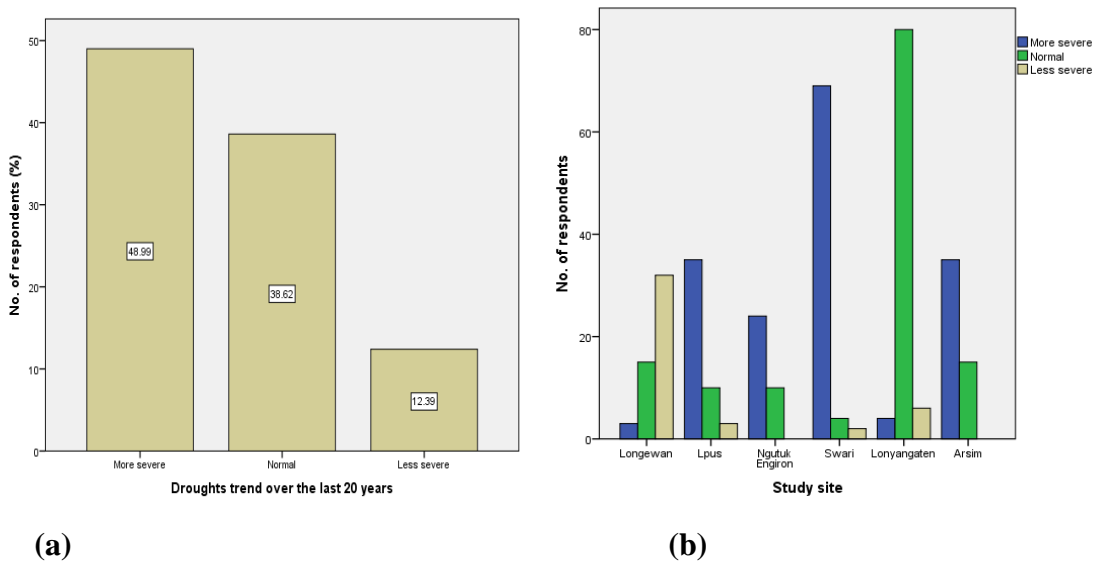 No. of respondents (%)
50
40
30
20
10
0
48.99
38.62
12.39
More severe
Normal
Less severe
Droughts trend over the last 20 years
(a)
No. of respondents
80
60
40
20
0
More severe
Normal
Less severe
Longewan
Lpus
Ngutuk
Engiron
Swari
Lonyangaten
Arsim
Study site
(b)